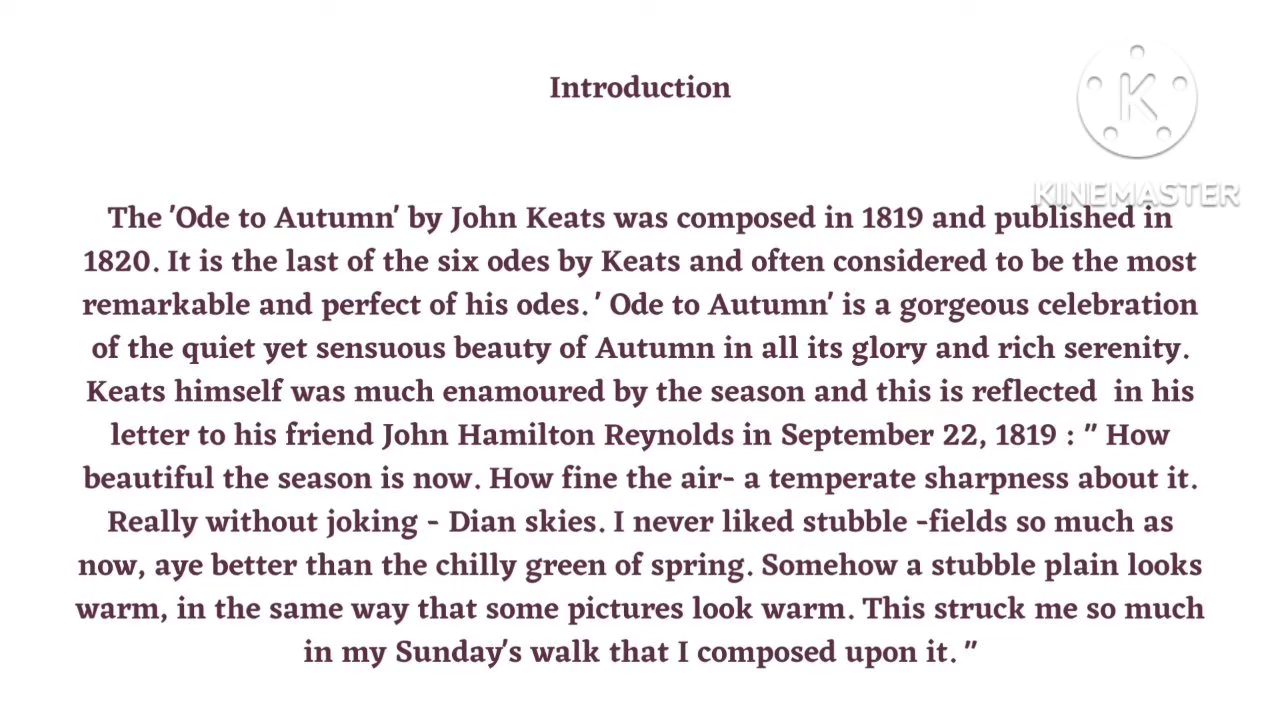 Introduction
K
KINEMASTER
The 'Ode to Autumn' by John Keats was composed in 1819 and published in
1820. It is the last of the six odes by Keats and often considered to be the most
remarkable and perfect of his odes. ' Ode to Autumn' is a gorgeous celebration
of the quiet yet sensuous beauty of Autumn in all its glory and rich serenity.
Keats himself was much enamoured by the season and this is reflected  in his
letter to his friend John Hamilton Reynolds in September 22, 1819 : " How
beautiful the season is now. How fine the air- a temperate sharpness about it.
Really without joking - Dian skies. I never liked stubble -fields so much as
now, aye better than the chilly green of spring. Somehow a stubble plain looks
warm, in the same way that some pictures look warm. This struck me so much
in my Sunday's walk that I composed upon it. "